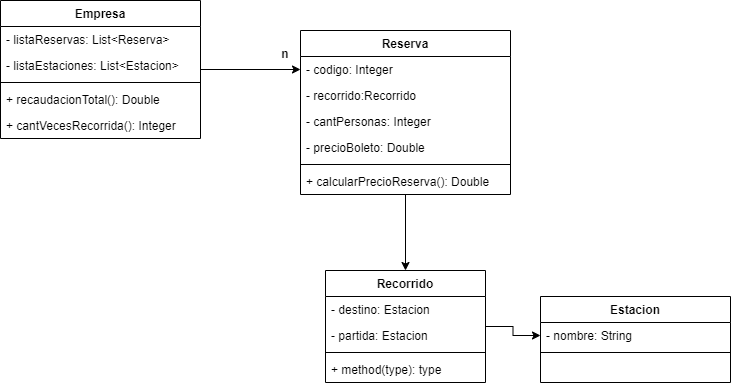 Empresa
- listaReservas: List<Reserva>
- listaEstaciones: List<Estacion>
+ recaudacionTotal(): Double
+ cantVecesRecorrida(): Integer
n
Reserva
- codigo: Integer
- recorrido:Recorrido
- cantPersonas: Integer
- precioBoleto: Double
+ calcularPrecioReserva(): Double
Recorrido
- destino: Estacion
- partida: Estacion
+ method(type): type
Estacion
- nombre: String